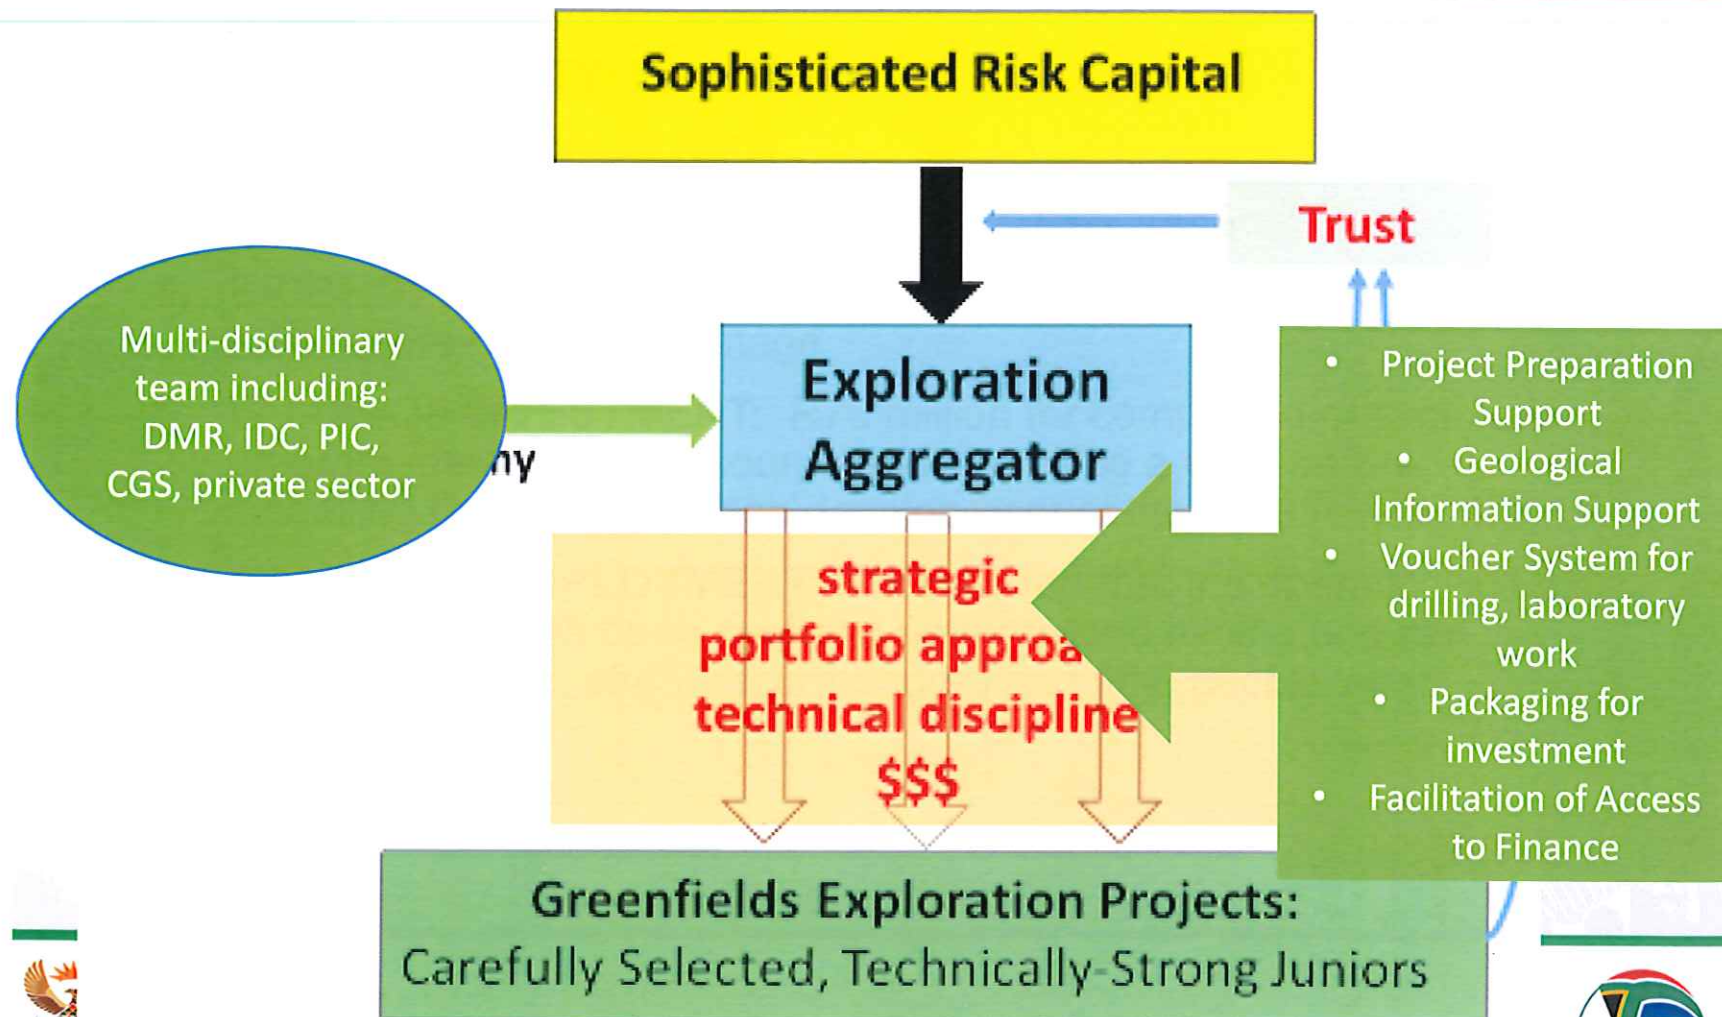 Sophisticated Risk Capital
Trust
Multi-disciplinary
team including:
DMR, IDC, PIC,
CGS, private sector
Exploration
Aggregator
• Project Preparation
Support
• Geological
Information Support
• Voucher System for
drilling, laboratory
work
• Packaging for
investment
• Facilitation of Access
to Finance
strategic
portfolio approa
technical discipline
$$$
Greenfields Exploration Projects:
Carefully Selected, Technically-Strong Juniors